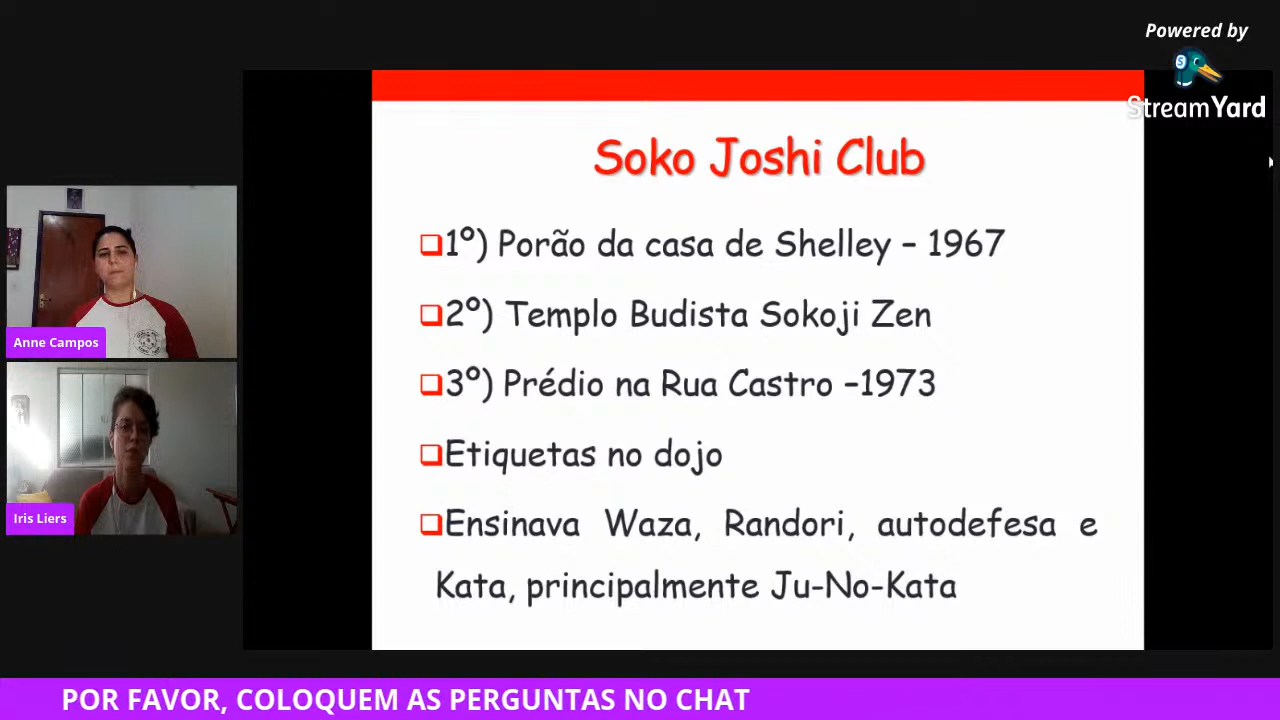 Powered by
StreamYard
Soko Joshi Club
1º) Porão da casa de Shelley – 1967
2º) Templo Budista Sokoji Zen
3º) Prédio na Rua Castro –1973
Etiquetas no dojo
Ensinava Waza, Randori, autodefesa e
Kata, principalmente Ju-No-Kata
Anne Campos
Iris Liers
POR FAVOR, COLOQUEM AS PERGUNTAS NO CHAT